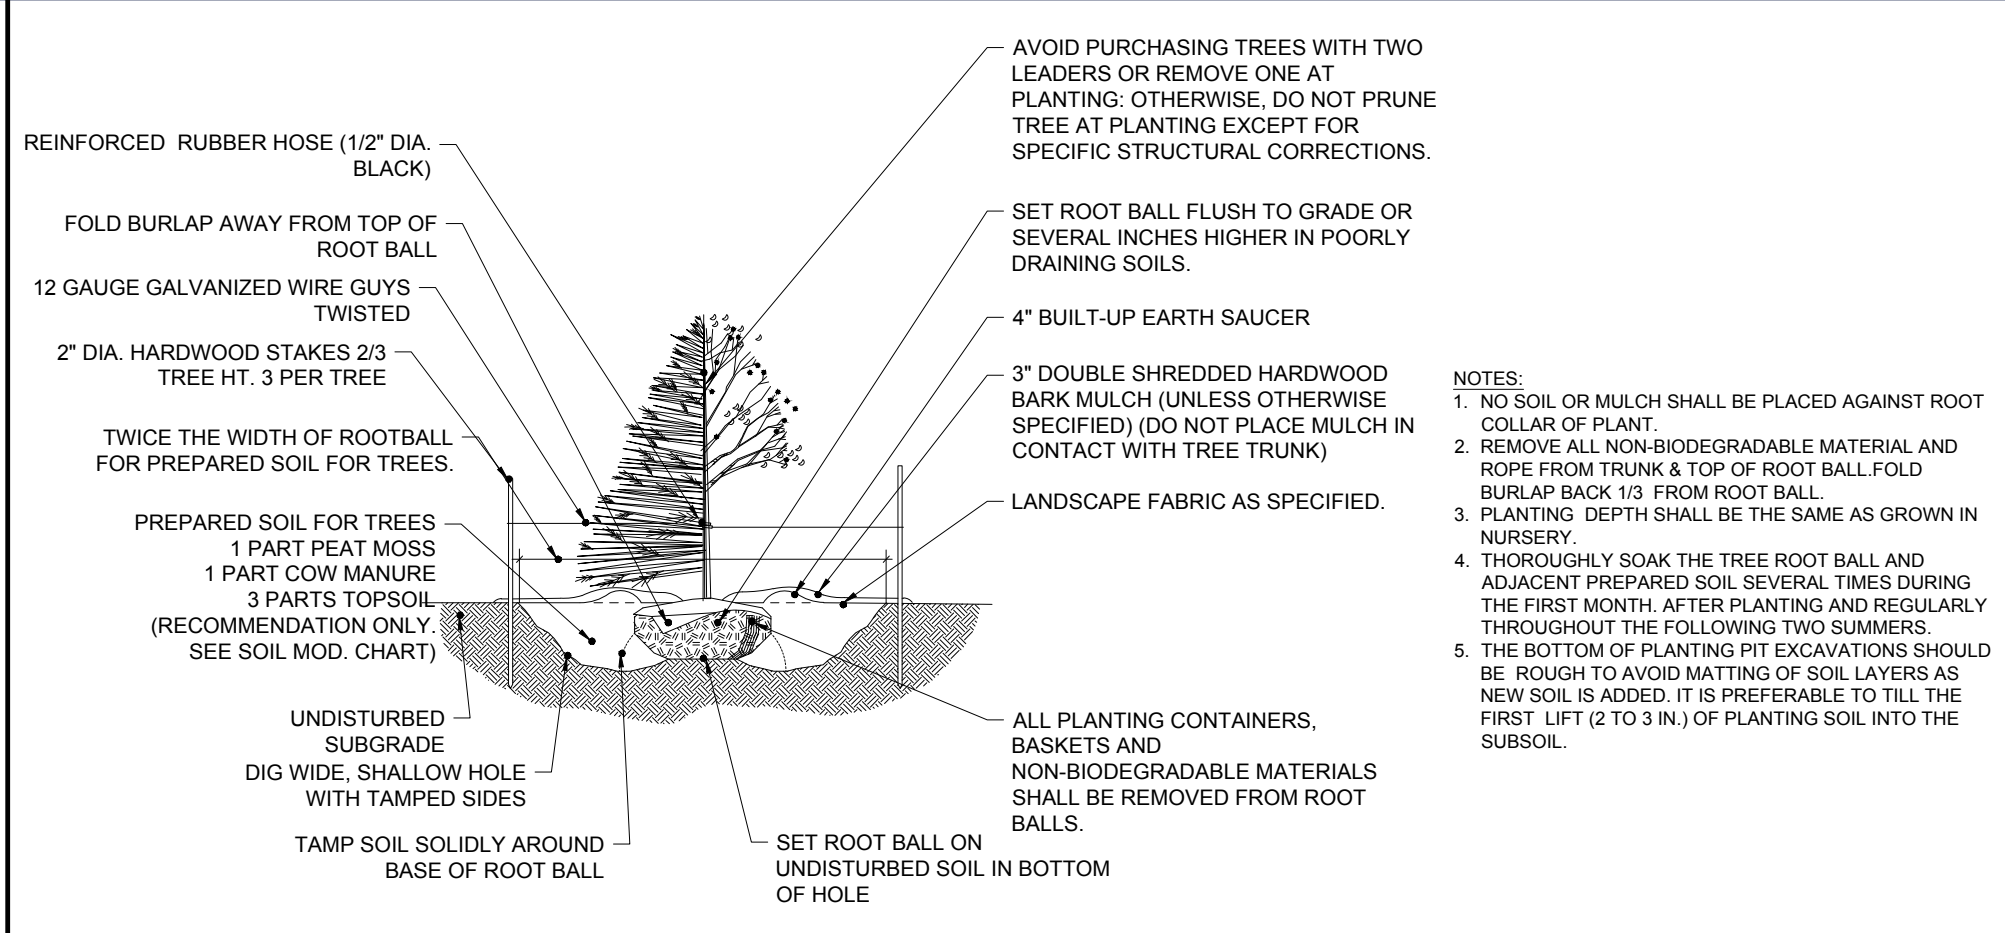 REINFORCED  RUBBER HOSE (1/2" DIA.
BLACK)
FOLD BURLAP AWAY FROM TOP OF
ROOT BALL
12 GAUGE GALVANIZED WIRE GUYS
TWISTED
2" DIA. HARDWOOD STAKES 2/3
TREE HT. 3 PER TREE
TWICE THE WIDTH OF ROOTBALL
FOR PREPARED SOIL FOR TREES.
PREPARED SOIL FOR TREES
1 PART PEAT MOSS
1 PART COW MANURE
3 PARTS TOPSOIL
(RECOMMENDATION ONLY.
SEE SOIL MOD. CHART)
UNDISTURBED
SUBGRADE
DIG WIDE, SHALLOW HOLE
WITH TAMPED SIDES
TAMP SOIL SOLIDLY AROUND
BASE OF ROOT BALL
AVOID PURCHASING TREES WITH TWO
LEADERS OR REMOVE ONE AT
PLANTING: OTHERWISE, DO NOT PRUNE
TREE AT PLANTING EXCEPT FOR
SPECIFIC STRUCTURAL CORRECTIONS.
SET ROOT BALL FLUSH TO GRADE OR
SEVERAL INCHES HIGHER IN POORLY
DRAINING SOILS.
4" BUILT-UP EARTH SAUCER
3" DOUBLE SHREDDED HARDWOOD
BARK MULCH (UNLESS OTHERWISE
SPECIFIED) (DO NOT PLACE MULCH IN
CONTACT WITH TREE TRUNK)
LANDSCAPE FABRIC AS SPECIFIED.
ALL PLANTING CONTAINERS,
BASKETS AND
NON-BIODEGRADABLE MATERIALS
SHALL BE REMOVED FROM ROOT
BALLS.
SET ROOT BALL ON
UNDISTURBED SOIL IN BOTTOM
OF HOLE
NOTES:
1. NO SOIL OR MULCH SHALL BE PLACED AGAINST ROOT
COLLAR OF PLANT.
2. REMOVE ALL NON-BIODEGRADABLE MATERIAL AND
ROPE FROM TRUNK & TOP OF ROOT BALL.FOLD
BURLAP BACK 1/3  FROM ROOT BALL.
3. PLANTING  DEPTH SHALL BE THE SAME AS GROWN IN
NURSERY.
4. THOROUGHLY SOAK THE TREE ROOT BALL AND
ADJACENT PREPARED SOIL SEVERAL TIMES DURING
THE FIRST MONTH. AFTER PLANTING AND REGULARLY
THROUGHOUT THE FOLLOWING TWO SUMMERS.
5. THE BOTTOM OF PLANTING PIT EXCAVATIONS SHOULD
BE  ROUGH TO AVOID MATTING OF SOIL LAYERS AS
NEW SOIL IS ADDED. IT IS PREFERABLE TO TILL THE
FIRST  LIFT (2 TO 3 IN.) OF PLANTING SOIL INTO THE
SUBSOIL.